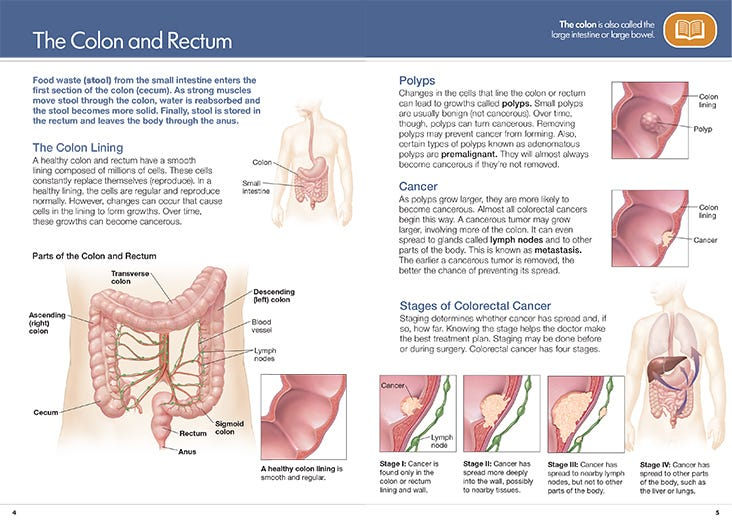 The Colon and Rectum
Food waste (stool) from the small intestine enters the
first section of the colon (cecum). As strong muscles
move stool through the colon, water is reabsorbed and
the stool becomes more solid. Finally, stool is stored in
the rectum and leaves the body through the anus.
The Colon Lining
A healthy colon and rectum have a smooth
lining composed of millions of cells. These cells
constantly replace themselves (reproduce). In a
healthy lining, the cells are regular and reproduce
normally. However, changes can occur that cause
cells in the lining to form growths. Over time,
these growths can become cancerous.
Colon
Small
intestine
Parts of the Colon and Rectum
Transverse
colon
Descending
(left) colon
Ascending
(right)
colon
Blood
vessel
Lymph
nodes
Cecum
Sigmoid
colon
Rectum
Anus
A healthy colon lining is
smooth and regular.
4
The colon is also called the
large intestine or large bowel.
Polyps
Changes in the cells that line the colon or rectum
can lead to growths called polyps. Small polyps
are usually benign (not cancerous). Over time,
though, polyps can turn cancerous. Removing
polyps may prevent cancer from forming. Also,
certain types of polyps known as adenomatous
polyps are premalignant. They will almost always
become cancerous if they're not removed.
Colon
lining
Polyp
Cancer
As polyps grow larger, they are more likely to
become cancerous. Almost all colorectal cancers
begin this way. A cancerous tumor may grow
larger, involving more of the colon. It can even
spread to glands called lymph nodes and to other
parts of the body. This is known as metastasis.
The earlier a cancerous tumor is removed, the
better the chance of preventing its spread.
Colon
lining
Cancer
Stages of Colorectal Cancer
Staging determines whether cancer has spread and, if
so, how far. Knowing the stage helps the doctor make
the best treatment plan. Staging may be done before
or during surgery. Colorectal cancer has four stages.
Cancer
Lymph
node
Stage I: Cancer is
found only in the
colon or rectum
lining and wall.
Stage II: Cancer has
spread more deeply
into the wall, possibly
to nearby tissues.
Stage III: Cancer has
spread to nearby lymph
nodes, but not to other
parts of the body.
Stage IV: Cancer has
spread to other parts
of the body, such as
the liver or lungs.
5